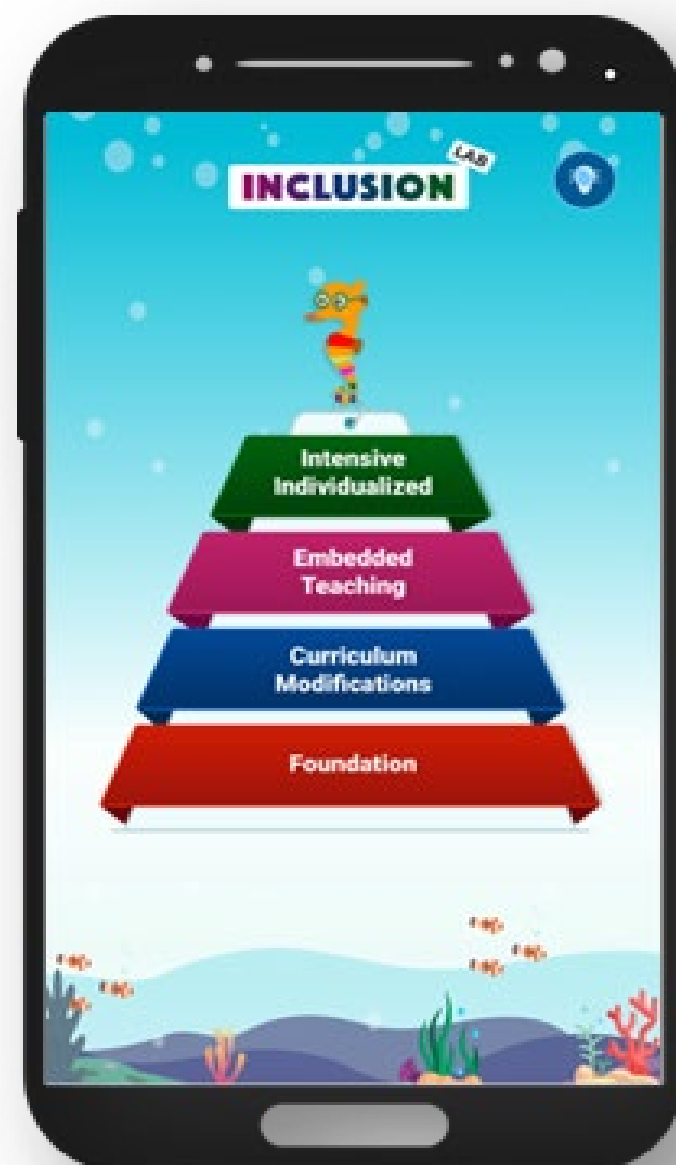 INCLUSION
LAB
Intensive
Individualized
Embedded
Teaching
Curriculum
Modifications
Foundation